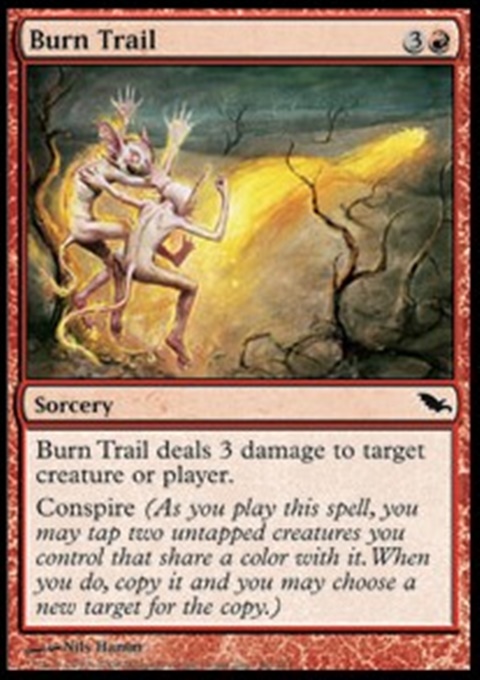 Burn Trail 3
Sorcery
Burn Trail deals 3 damage to target
creature or player.
Conspire (As you play this spell, you
may tap two untapped creatures you
control that share a color with it. When
you do, copy it and you may choose a
new target for the copy.)
Nils Hamm